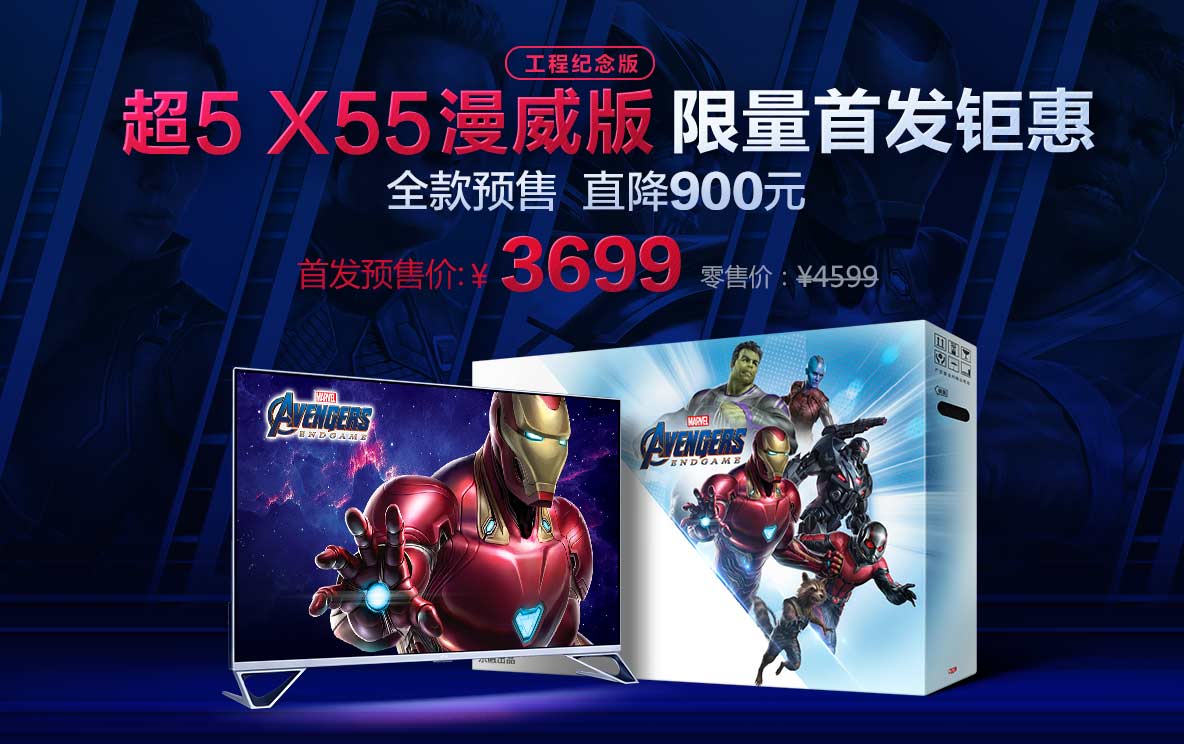 工程纪念版
超5 X55漫威版 限量首发钜惠
全款预售 直降900元
首发预售价:¥ 3699 零售价：¥4599
MARVEL
AVENGERS
ENDGAME
MARVEL
AVENGERS
ENDGAME